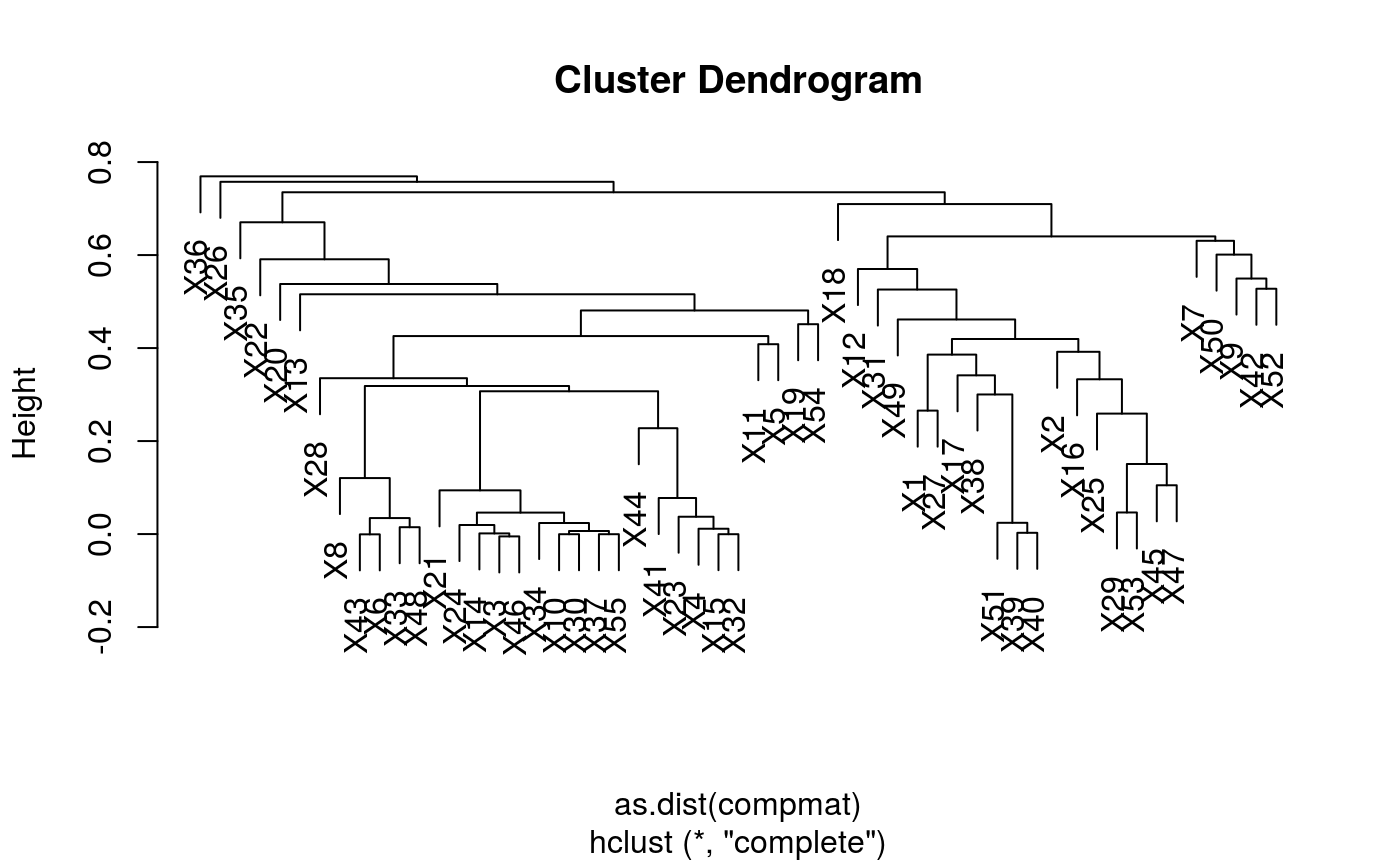 Cluster Dendrogram
Height
0.8
0.6
0.4
0.2
0.0
-0.2
X36
X26
X35
X22
X20
X13
X28
X8
X43
X6
X33
X48
X21
X24
X14
X3
X46
X34
X10
X30
X37
X55
X44
X41
X23
X4
X15
X32
X11
X5
X19
X54
X18
X12
X31
X49
X1
X27
X17
X38
X51
X39
X40
X2
X16
X25
X29
X53
X45
X47
X7
X50
X9
X42
X52
as.dist(compmat)
hclust (*, "complete")